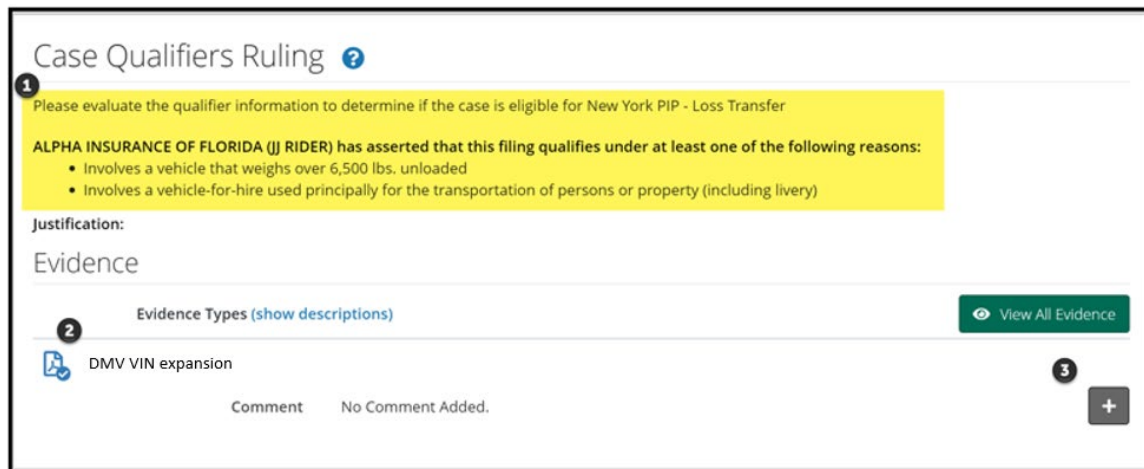 Case Qualifiers Ruling ?
1
Please evaluate the qualifier information to determine if the case is eligible for New York PIP - Loss Transfer
ALPHA INSURANCE OF FLORIDA (JJ RIDER) has asserted that this filing qualifies under at least one of the following reasons:
• Involves a vehicle that weighs over 6,500 lbs. unloaded
• Involves a vehicle-for-hire used principally for the transportation of persons or property (including livery)
Justification:
Evidence
Evidence Types (show descriptions) View All Evidence
2
DMV VIN expansion
3
Comment No Comment Added. +